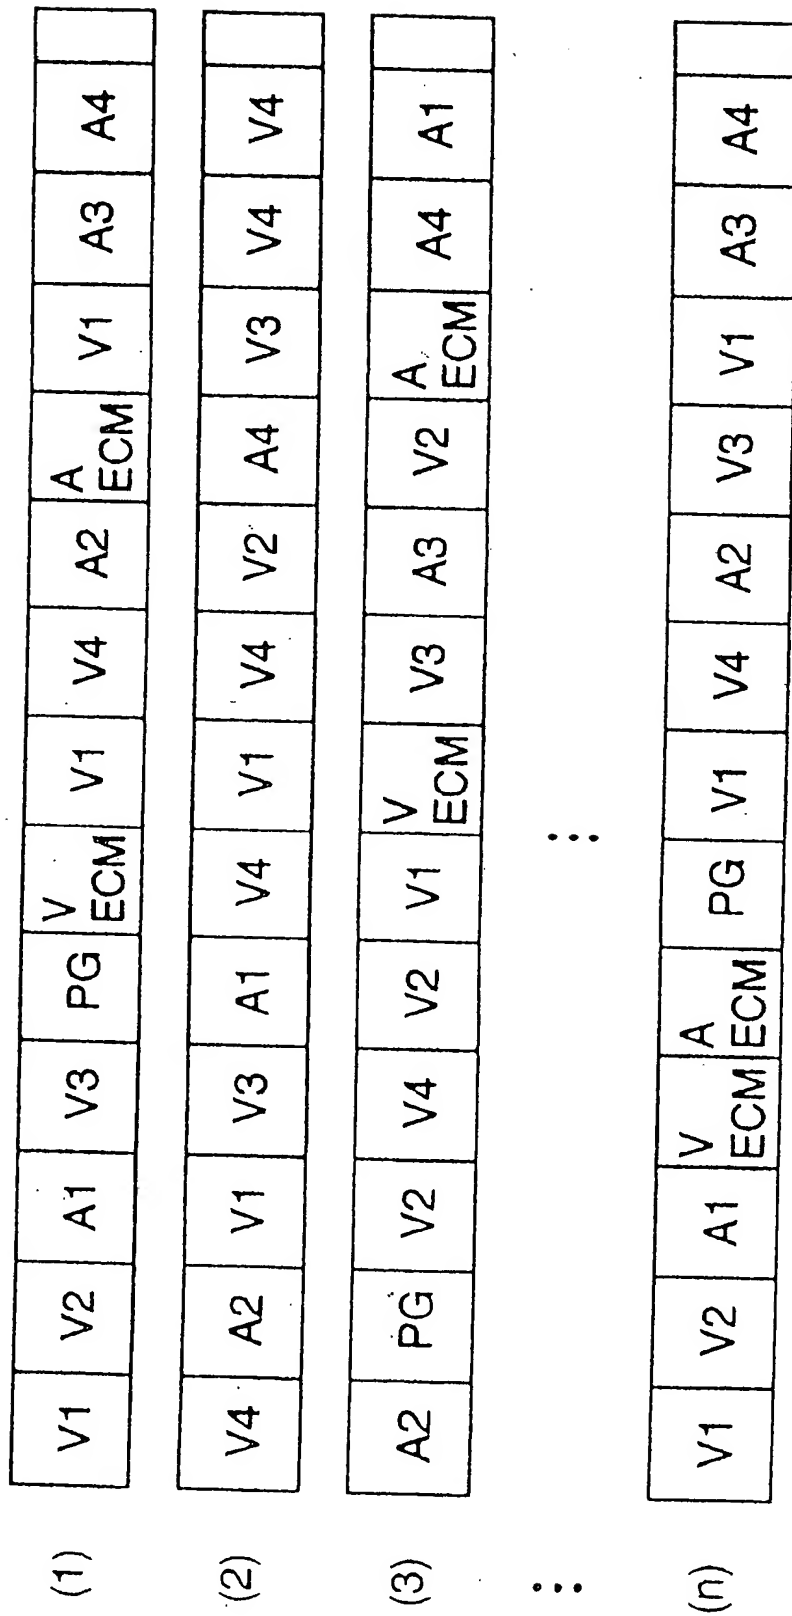 (1) V1 V2 A1 V3 PG V ECM V1 V4 A2 A ECM V1 A3 A4
(2) V4 A2 V1 V3 A1 V4 V1 V4 V2 A4 V3 V4 V4
(3) A2 PG V2 V4 V2 V1 V ECM V3 A3 V2 A ECM A4 A1
(n) V1 V2 A1 V ECM A ECM PG V1 V4 A2 V3 V1 A3 A4